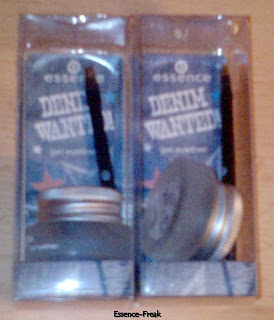 essence
DENIM
WANTED!
gel eyeliner
essence
DENIM
WANTED!
gel eyeliner
Essence-Freak